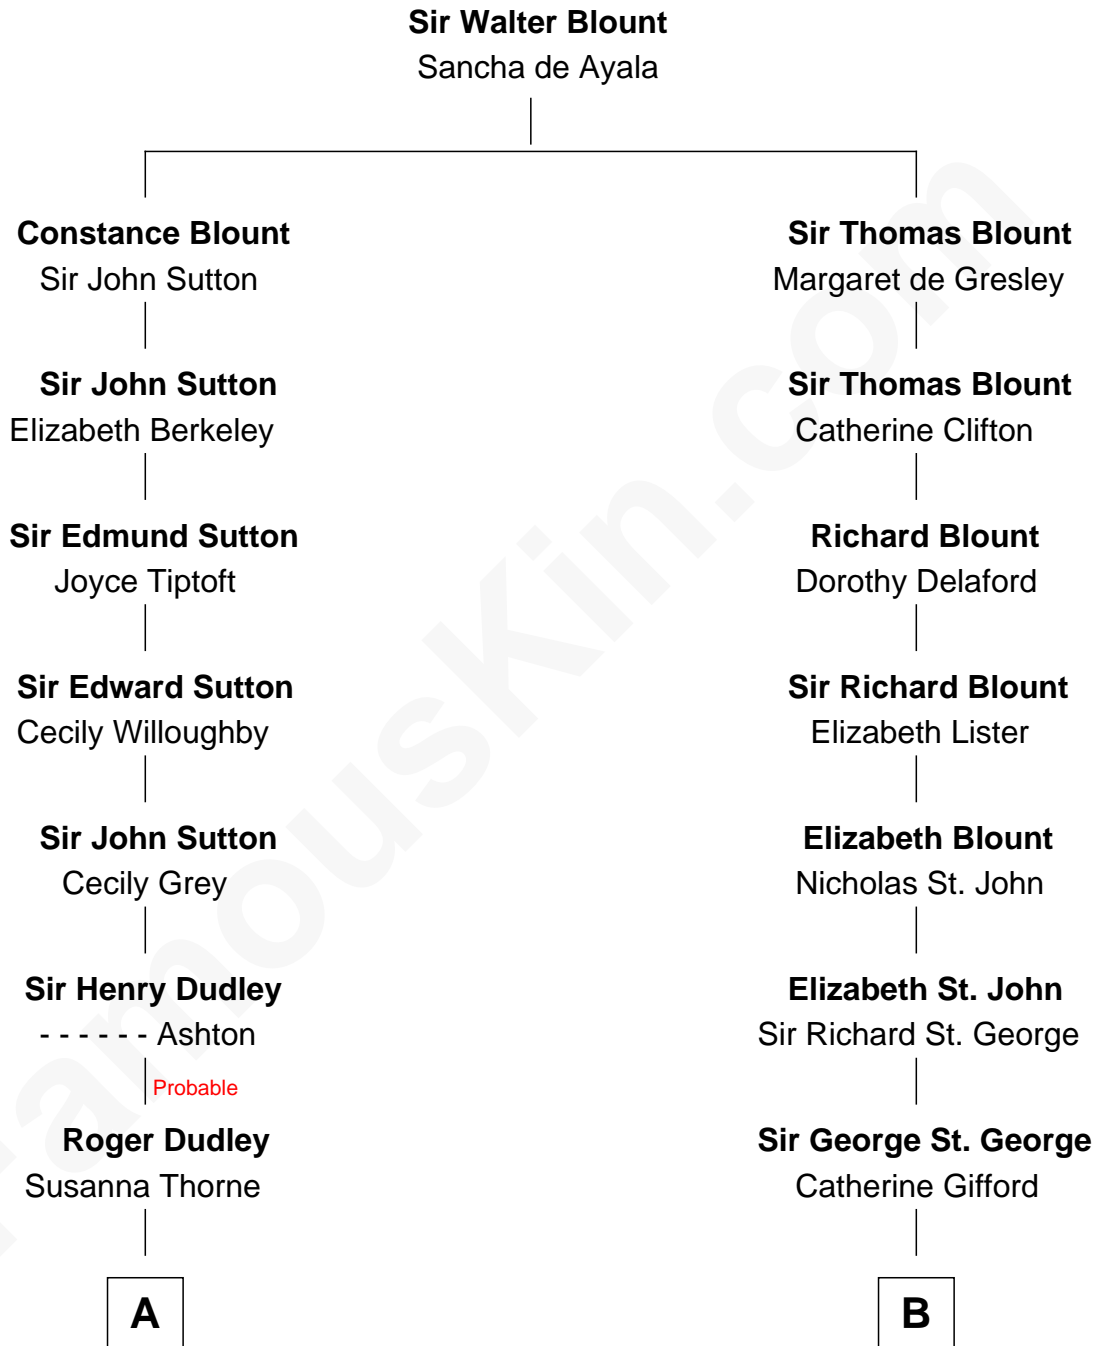 Sir Walter Blount
Sancha de Ayala
Constance Blount
Sir John Sutton
Sir Thomas Blount
Margaret de Gresley
Sir John Sutton
Elizabeth Berkeley
Sir Thomas Blount
Catherine Clifton
Sir Edmund Sutton
Joyce Tiptoft
Richard Blount
Dorothy Delaford
Sir Edward Sutton
Cecily Willoughby
Sir Richard Blount
Elizabeth Lister
Sir John Sutton
Cecily Grey
Elizabeth Blount
Nicholas St. John
Sir Henry Dudley
- - - - - - Ashton
Probable
Elizabeth St. John
Sir Richard St. George
Roger Dudley
Susanna Thorne
Sir George St. George
Catherine Gifford
A
B
FamousKin.com